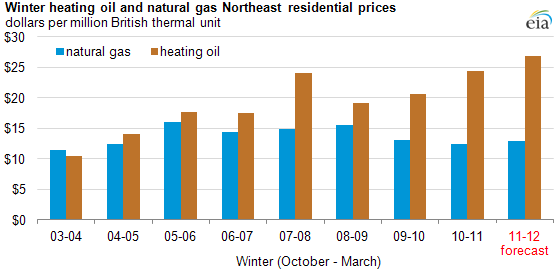 Winter heating oil and natural gas Northeast residential prices
dollars per million British thermal unit
eia
$30
natural gas heating oil
$25
$20
$15
$10
$5
$0
03-04 04-05 05-06 06-07 07-08 08-09 09-10 10-11 11-12
forecast
Winter (October - March)